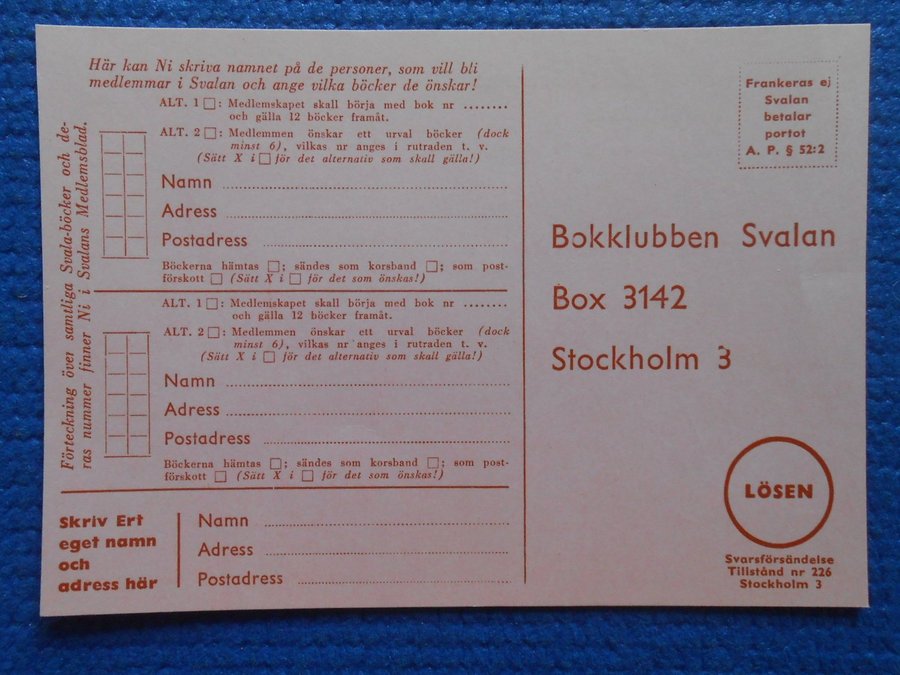 Här kan Ni skriva namnet på de personer, som vill bli
medlemmar i Svalan och ange vilka böcker de önskar!
Förteckning över samtliga Svala-böcker och de-
ras nummer finner Ni i Svalans Medlemsblad.
ALT. 1 □: Medlemskapet skall börja med bok nr ........
och gälla 12 böcker framåt.
ALT. 2 □: Medlemmen önskar ett urval böcker (dock
minst 6), vilkas nr anges i rutraden t. v.
(Sätt X i □ för det alternativ som skall gälla!)
Namn
Adress
Postadress
Böckerna hämtas □; sändes som korsband □; som post-
förskott □ (Sätt X i □ för det som önskas!)
ALT. 1 □: Medlemskapet skall börja med bok nr ........
och gälla 12 böcker framåt.
ALT. 2 □: Medlemmen önskar ett urval böcker (dock
minst 6), vilkas nr anges i rutraden t. v.
(Sätt X i □ för det alternativ som skall gälla!)
Namn
Adress
Postadress
Böckerna hämtas □; sändes som korsband □; som post-
förskott □ (Sätt X i □ för det som önskas!)
Skriv Ert
eget namn
och
adress här
Namn
Adress
Postadress
Frankeras ej
Svalan
betalar
portot
A. P. § 52:2
Bokklubben Svalan
Box 3142
Stockholm 3
LÖSEN
Svarsförsändelse
Tillstånd nr 226
Stockholm 3